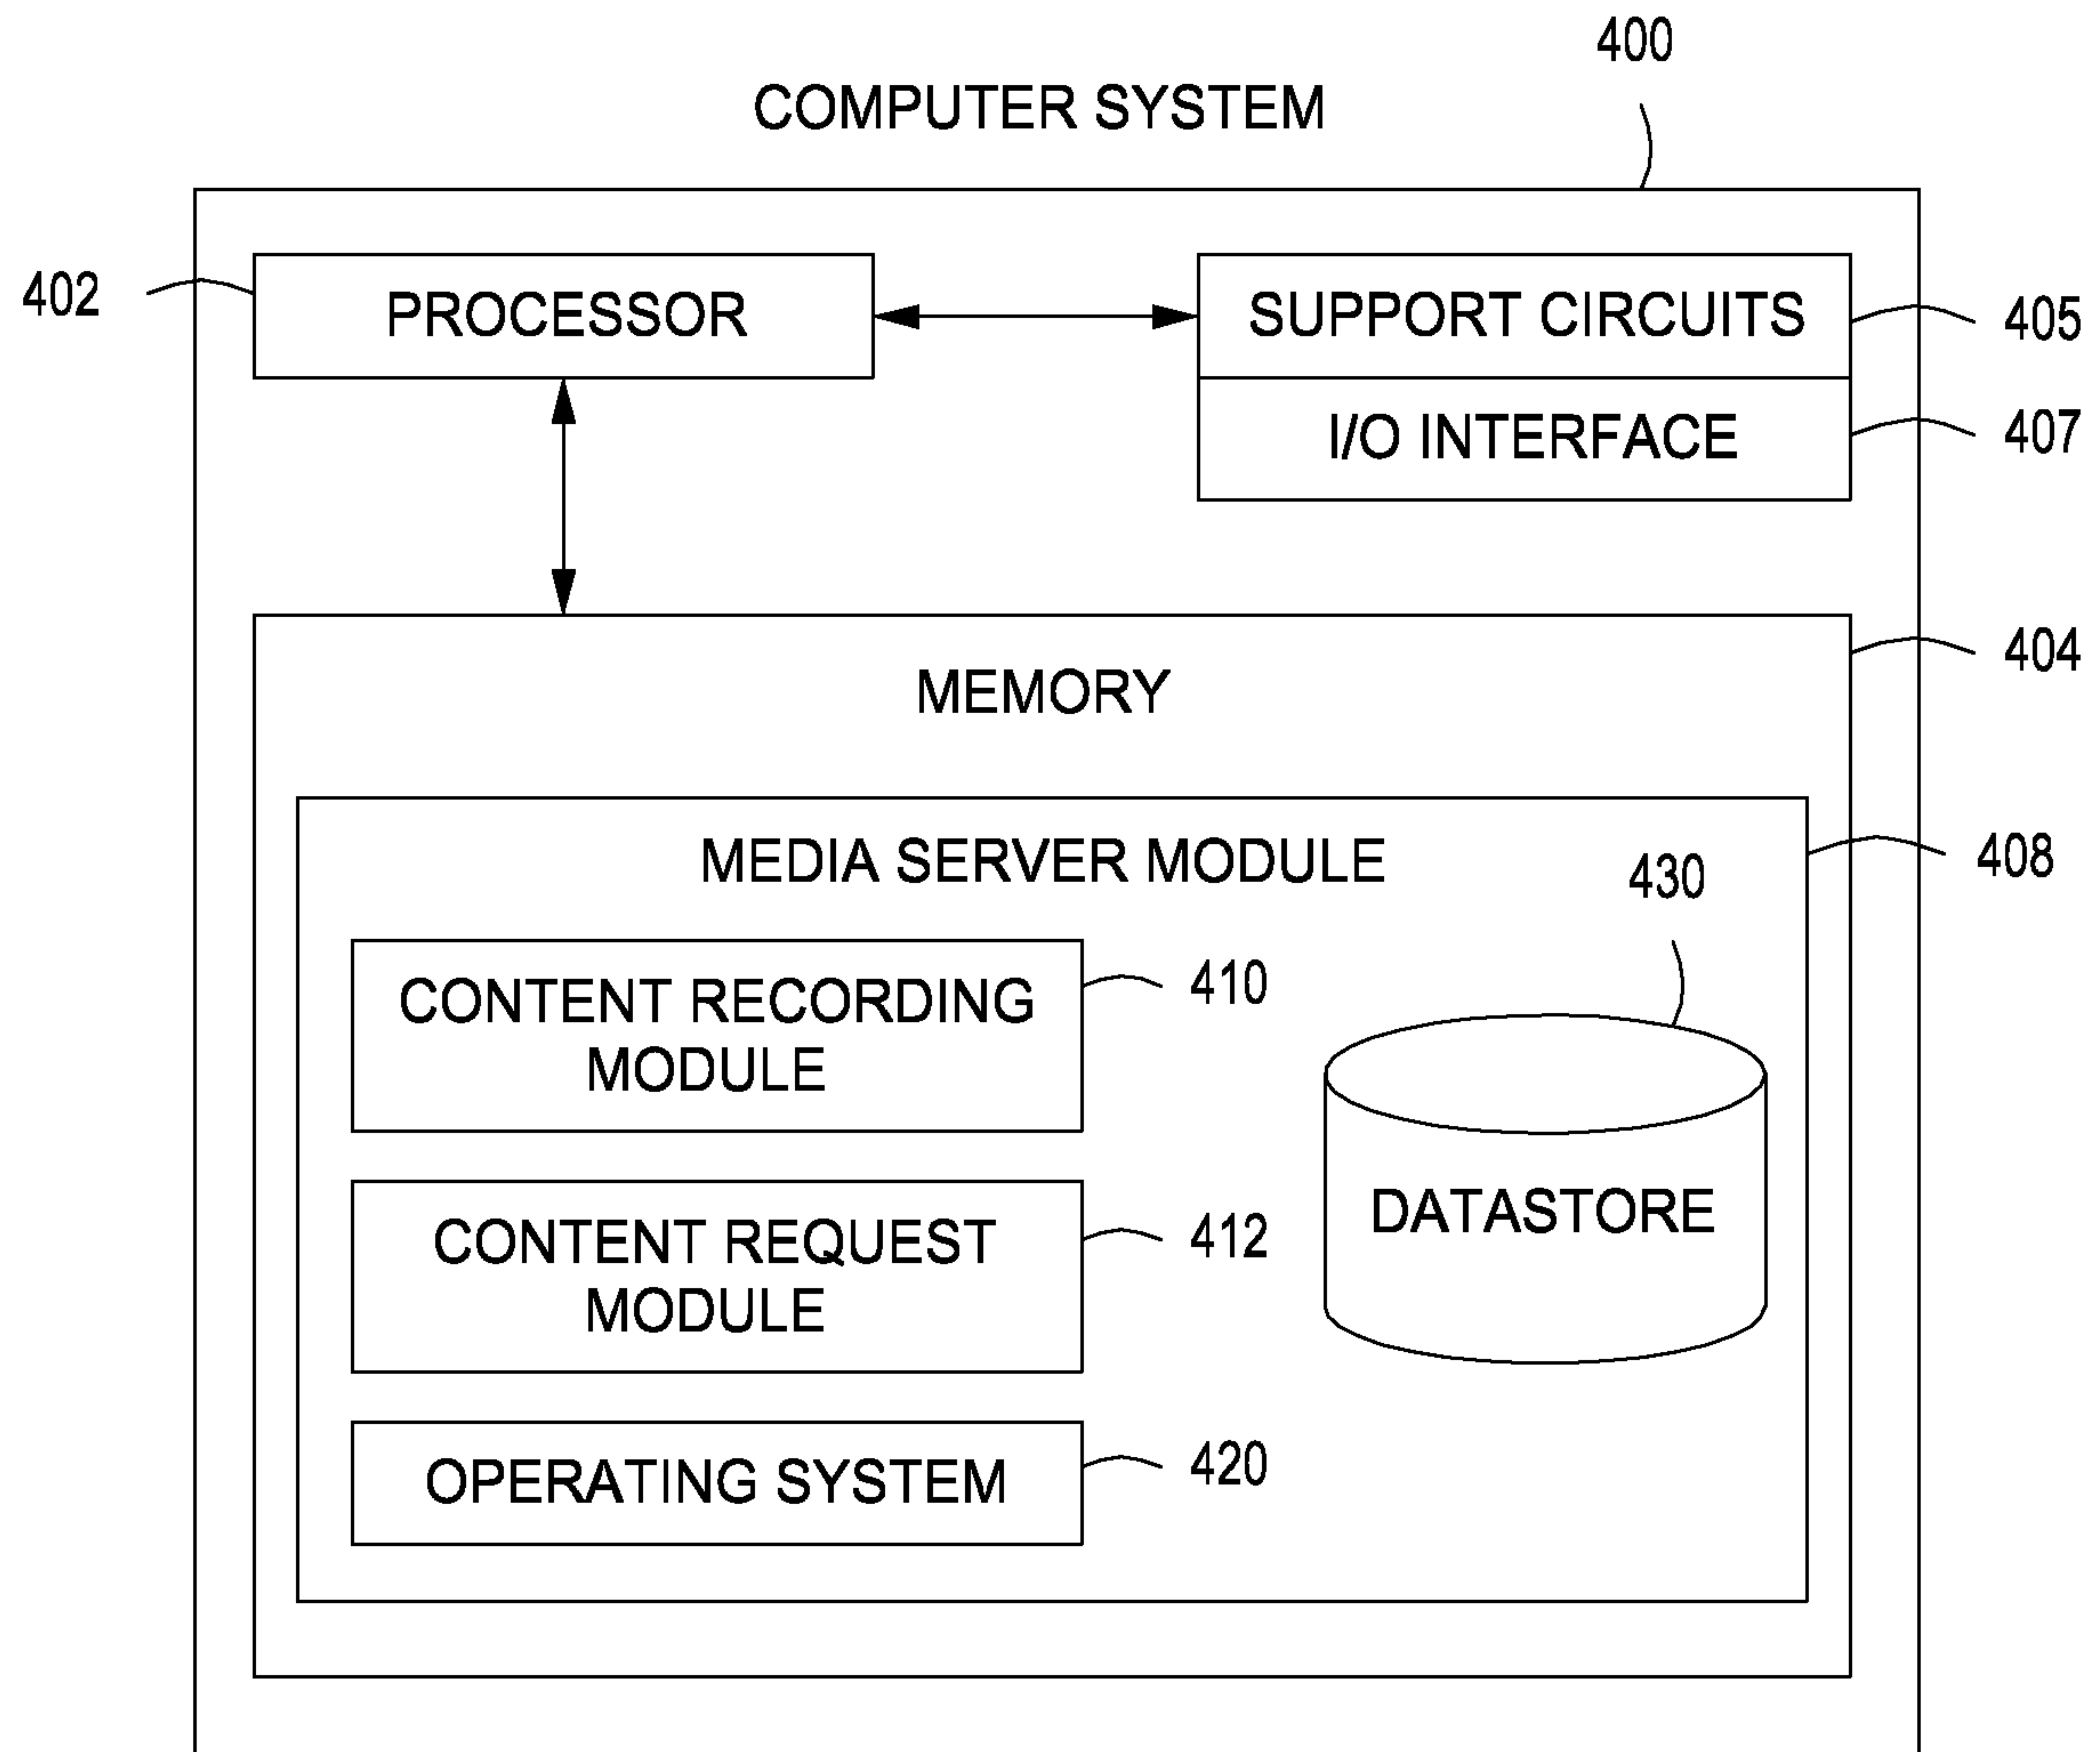 400
COMPUTER SYSTEM
402
PROCESSOR
SUPPORT CIRCUITS
405
I/O INTERFACE
407
404
MEMORY
MEDIA SERVER MODULE
408
430
CONTENT RECORDING
MODULE
410
CONTENT REQUEST
MODULE
412
DATASTORE
OPERATING SYSTEM
420